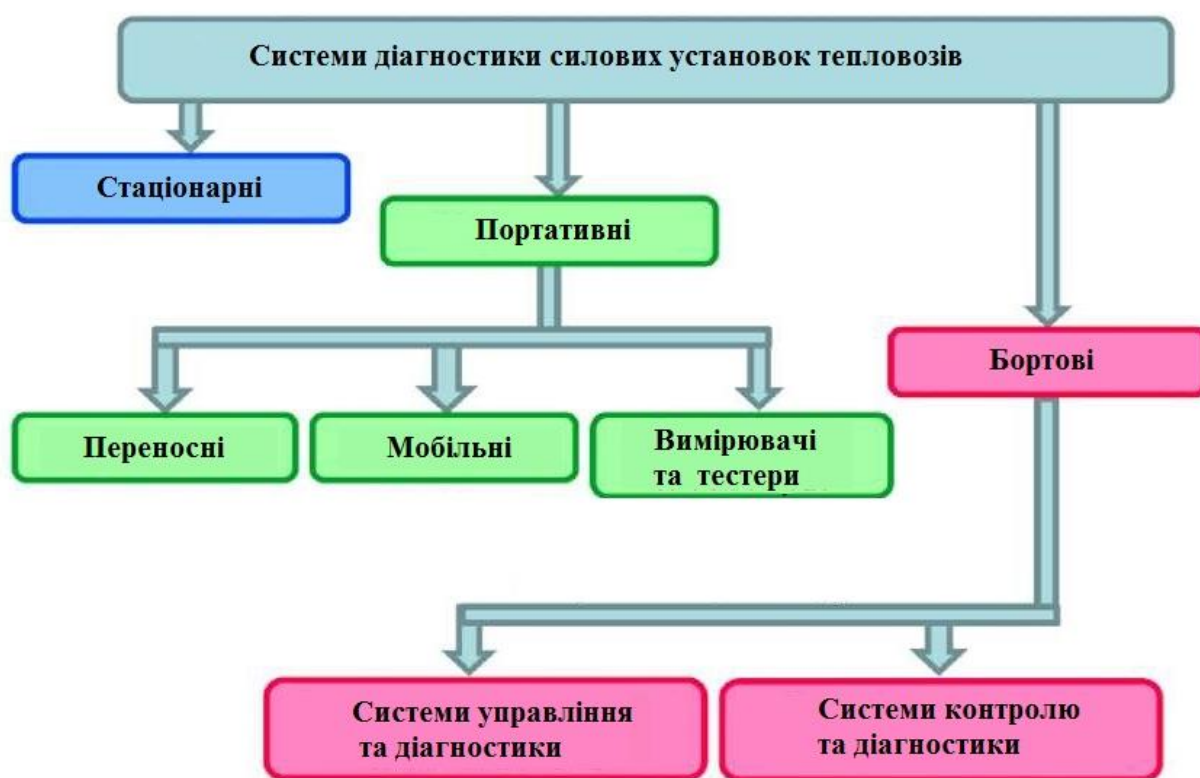 Системи діагностики силових установок тепловозів
Стаціонарні
Портативні
Бортові
Переносні
Мобільні
Вимірювачі
та тестери
Системи управління
та діагностики
Системи контролю
та діагностики